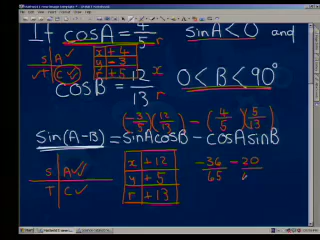 If cosA = 4/5 y/r sinA < 0 and
S | A✓ x | +4
✓T | C✓ y | -3
r | +5
cosB = 12/13 x/r 0 < B < 90°
(-3/5)(12/13) = (4/5)(5/13)
Sin(A-B) = sinAcosB - cosAsinB
S | A✓ x | +12 -36/65 - 20/6
T | C✓ y | +5
r | +13